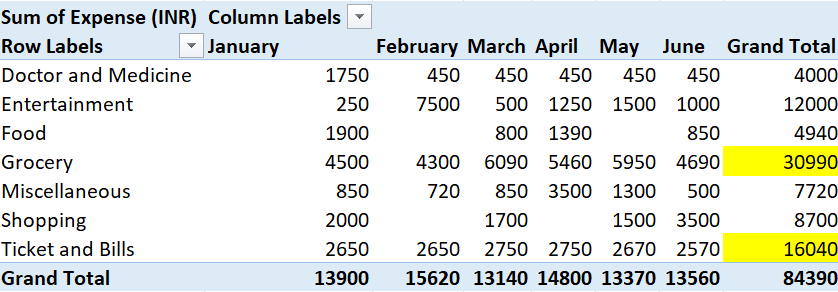 Sum of Expense (INR) Column Labels
Row Labels January February March April May June Grand Total
Doctor and Medicine 1750 450 450 450 450 450 4000
Entertainment 250 7500 500 1250 1500 1000 12000
Food 1900 800 1390 850 4940
Grocery 4500 4300 6090 5460 5950 4690 30990
Miscellaneous 850 720 850 3500 1300 500 7720
Shopping 2000 1700 1500 3500 8700
Ticket and Bills 2650 2650 2750 2750 2670 2570 16040
Grand Total 13900 15620 13140 14800 13370 13560 84390